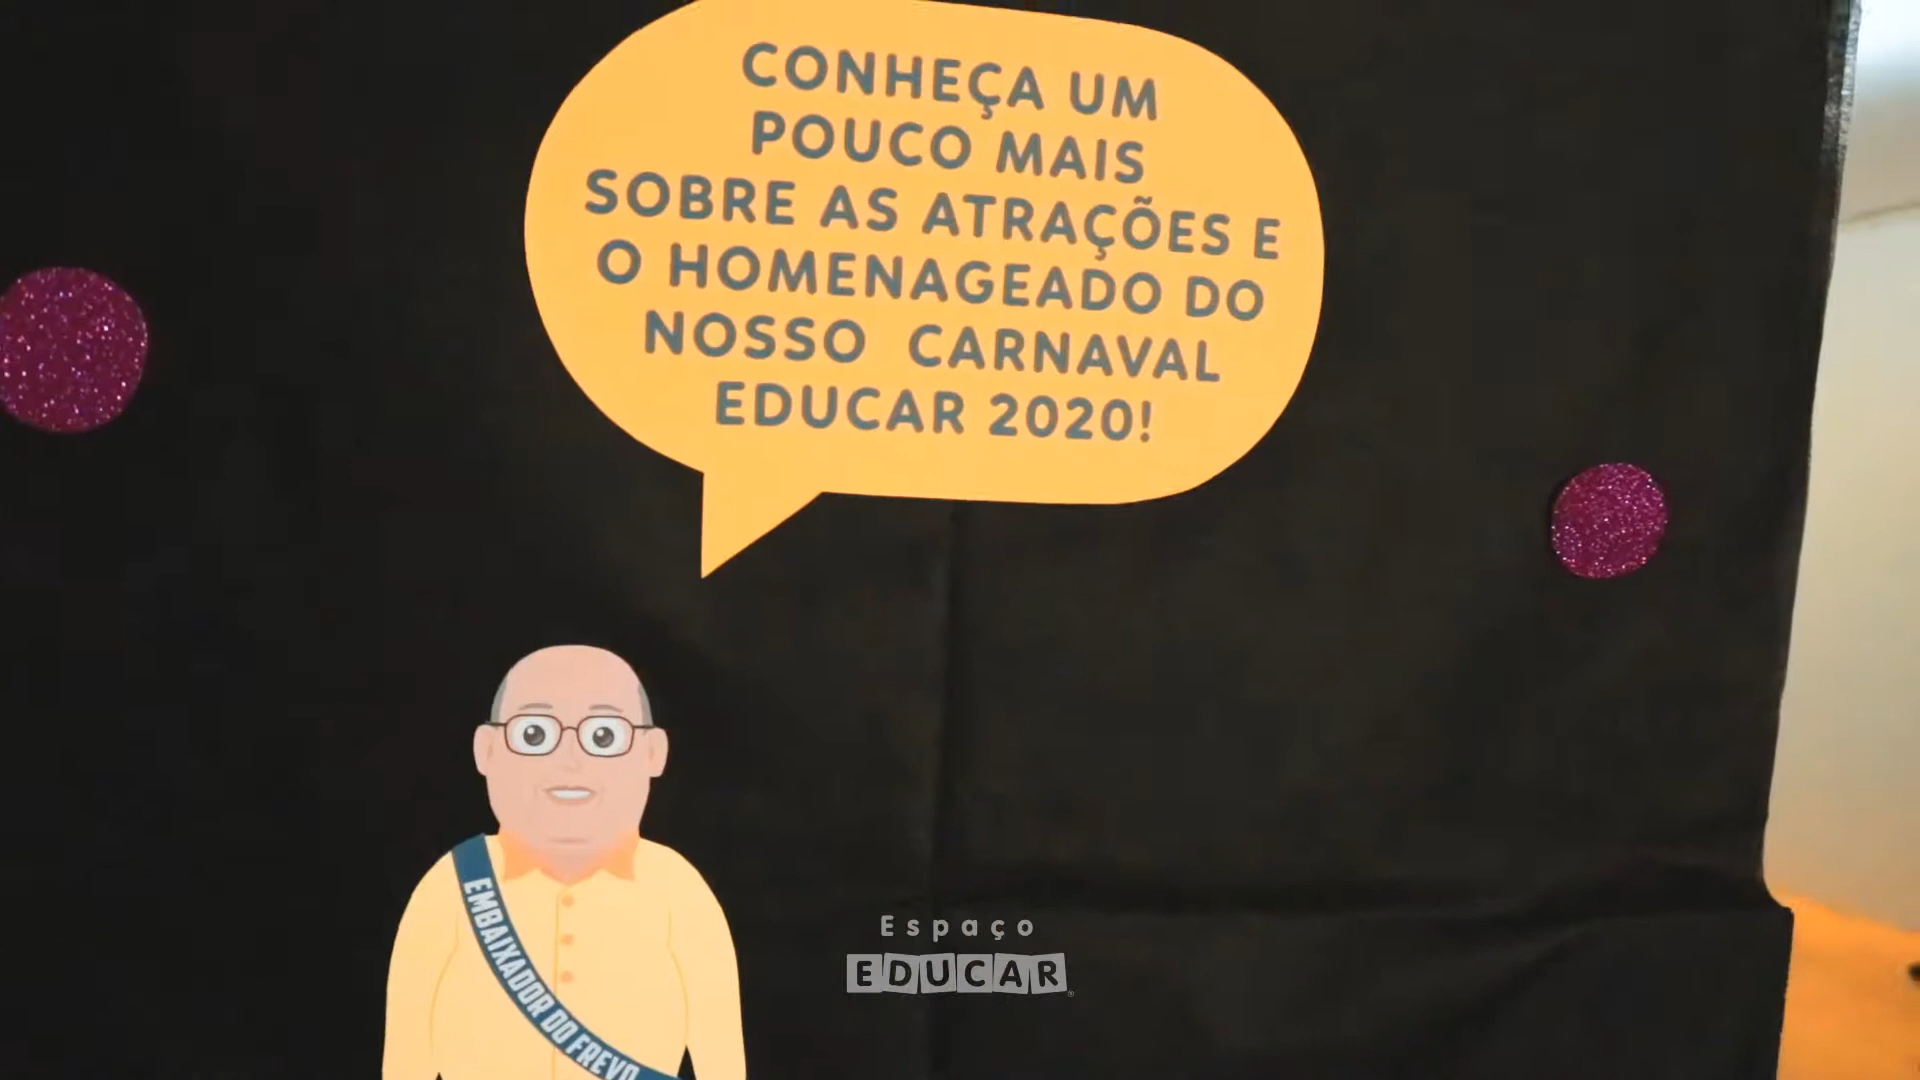 CONHEÇA UM
POUCO MAIS
SOBRE AS ATRAÇÕES E
O HOMENAGEADO DO
NOSSO CARNAVAL
EDUCAR 2020!
EMBAIXADOR DO FREVO
Espaço
EDUCAR